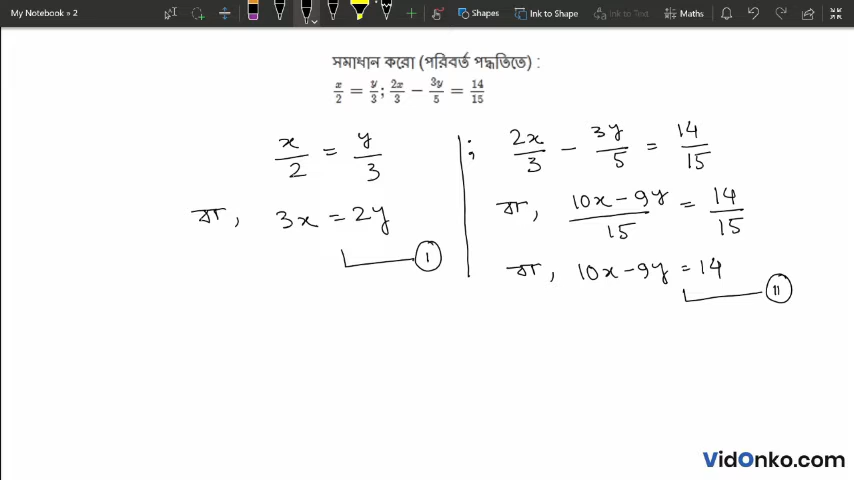 My Notebook » 2
Shapes
Ink to Shape
Ink to Text
Maths
সমাধান করো (পরিবর্ত পদ্ধতিতে) :
x/2 = y/3; 2x/3 − 3y/5 = 14/15
x/2 = y/3 ; 2x/3 − 3y/5 = 14/15
বা, 3x = 2y
I
বা, (10x − 9y)/15 = 14/15
বা, 10x − 9y = 14
II
VidOnko.com